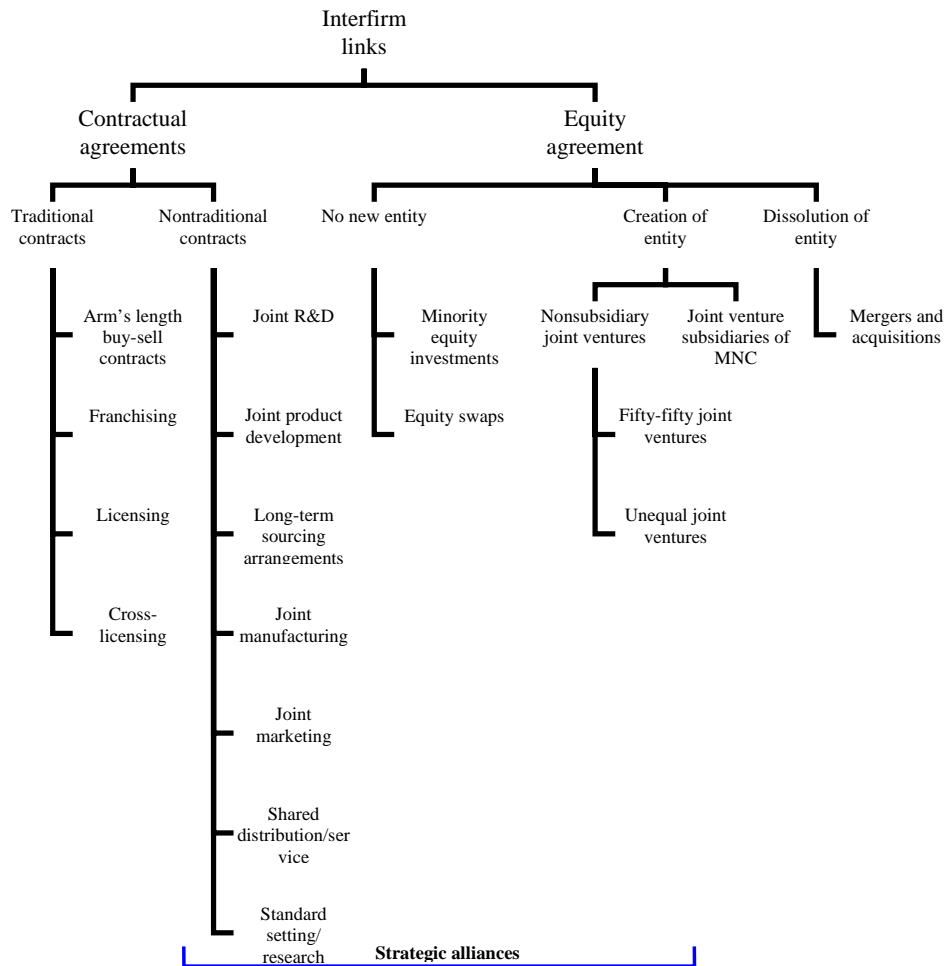 Interfirm
links
Contractual
agreements
Equity
agreement
Traditional
contracts
Nontraditional
contracts
No new entity
Creation of
entity
Dissolution of
entity
Arm's length
buy-sell
contracts
Franchising
Licensing
Cross-
licensing
Joint R&D
Joint product
development
Long-term
sourcing
arrangements
Joint
manufacturing
Joint
marketing
Shared
distribution/ser
vice
Standard
setting/
research
Minority
equity
investments
Equity swaps
Nonsubsidiary
joint ventures
Joint venture
subsidiaries of
MNC
Fifty-fifty joint
ventures
Unequal joint
ventures
Mergers and
acquisitions
Strategic alliances